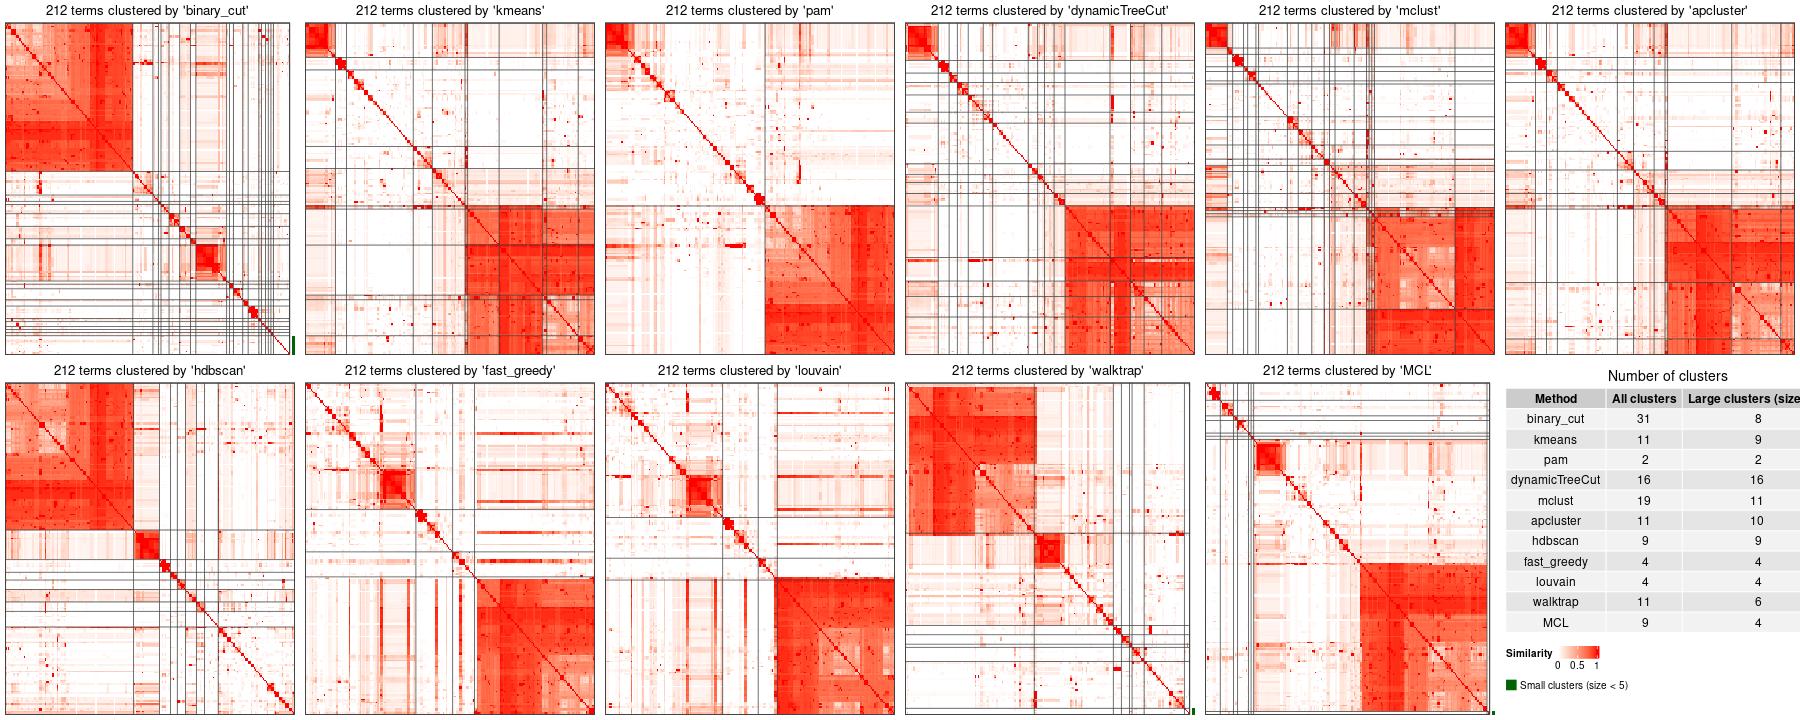 212 terms clustered by 'binary_cut'
212 terms clustered by 'kmeans'
212 terms clustered by 'pam'
212 terms clustered by 'dynamicTreeCut'
212 terms clustered by 'mclust'
212 terms clustered by 'apcluster'
212 terms clustered by 'hdbscan'
212 terms clustered by 'fast_greedy'
212 terms clustered by 'louvain'
212 terms clustered by 'walktrap'
212 terms clustered by 'MCL'
Number of clusters
Method All clusters Large clusters (size
binary_cut 31 8
kmeans 11 9
pam 2 2
dynamicTreeCut 16 16
mclust 19 11
apcluster 11 10
hdbscan 9 9
fast_greedy 4 4
louvain 4 4
walktrap 11 6
MCL 9 4
Similarity
0 0.5 1
Small clusters (size < 5)